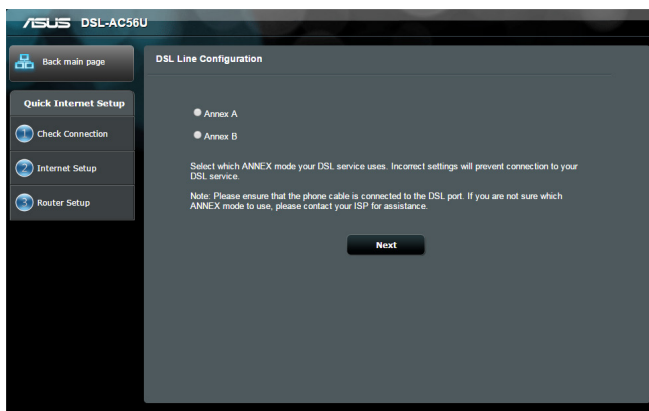 ASUS DSL-AC56U
Back main page
Quick Internet Setup
1 Check Connection
2 Internet Setup
3 Router Setup
DSL Line Configuration
Annex A
Annex B
Select which ANNEX mode your DSL service uses. Incorrect settings will prevent connection to your
DSL service.
Note: Please ensure that the phone cable is connected to the DSL port. If you are not sure which
ANNEX mode to use, please contact your ISP for assistance.
Next